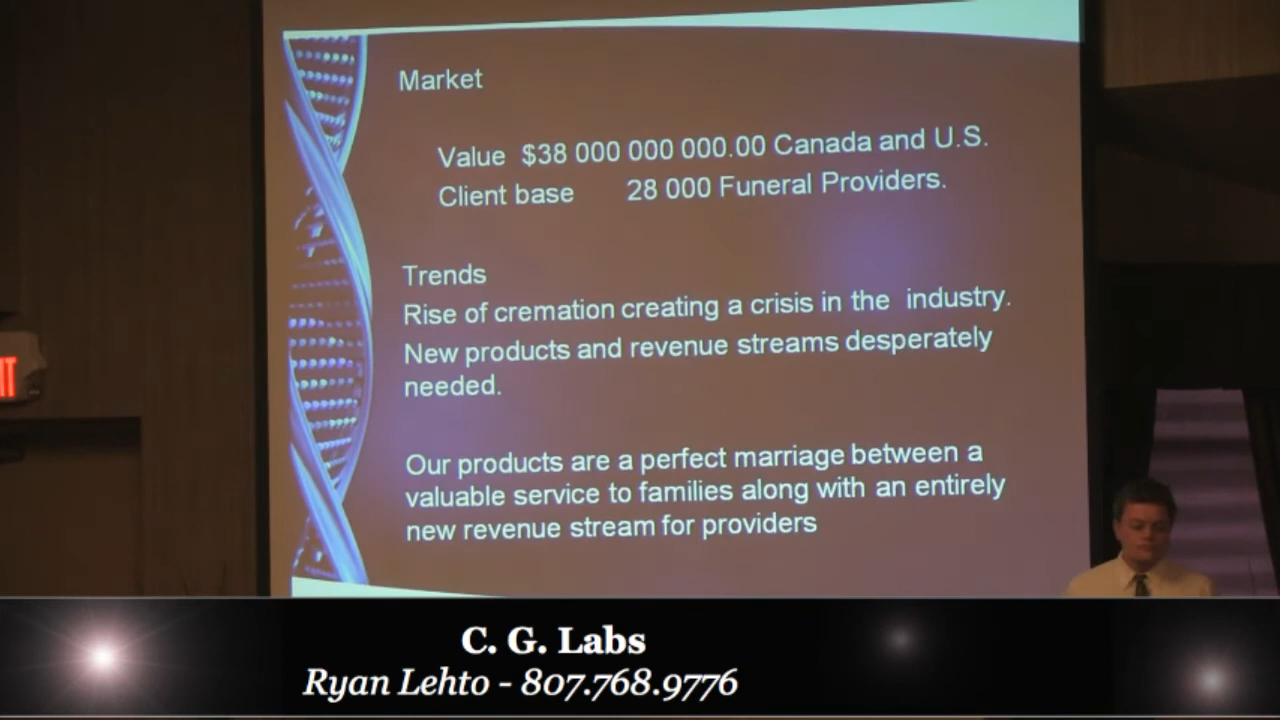 Market
Value $38 000 000 000.00 Canada and U.S.
Client base 28 000 Funeral Providers.
Trends
Rise of cremation creating a crisis in the industry.
New products and revenue streams desperately
needed.
Our products are a perfect marriage between a
valuable service to families along with an entirely
new revenue stream for providers
IT
C. G. Labs
Ryan Lehto - 807.768.9776